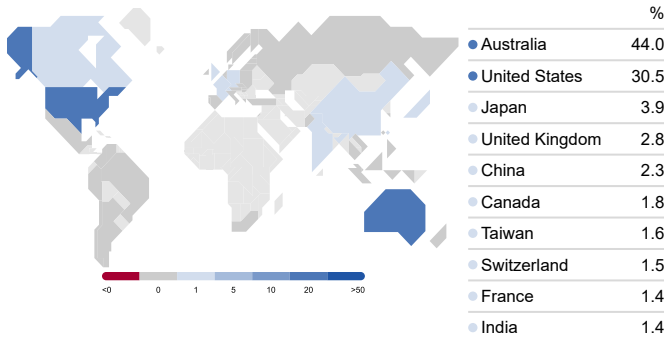 %
Australia 44.0
United States 30.5
Japan 3.9
United Kingdom 2.8
China 2.3
Canada 1.8
Taiwan 1.6
Switzerland 1.5
France 1.4
India 1.4
<0 0 1 5 10 20 >50